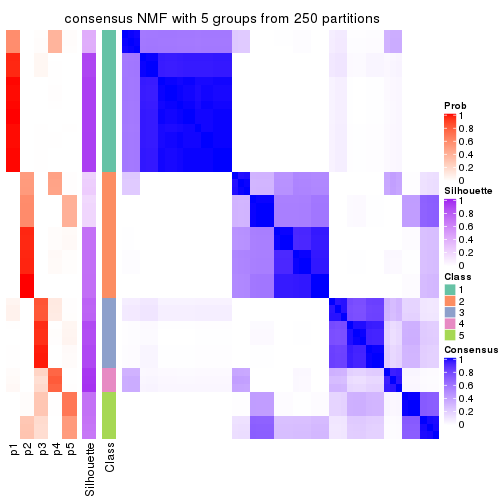 consensus NMF with 5 groups from 250 partitions
Prob
1
0.8
0.6
0.4
0.2
0
Silhouette
1
0.8
0.6
0.4
0.2
0
Class
1
2
3
4
5
Consensus
1
0.8
0.6
0.4
0.2
0
p1
p2
p3
p4
p5
Silhouette
Class